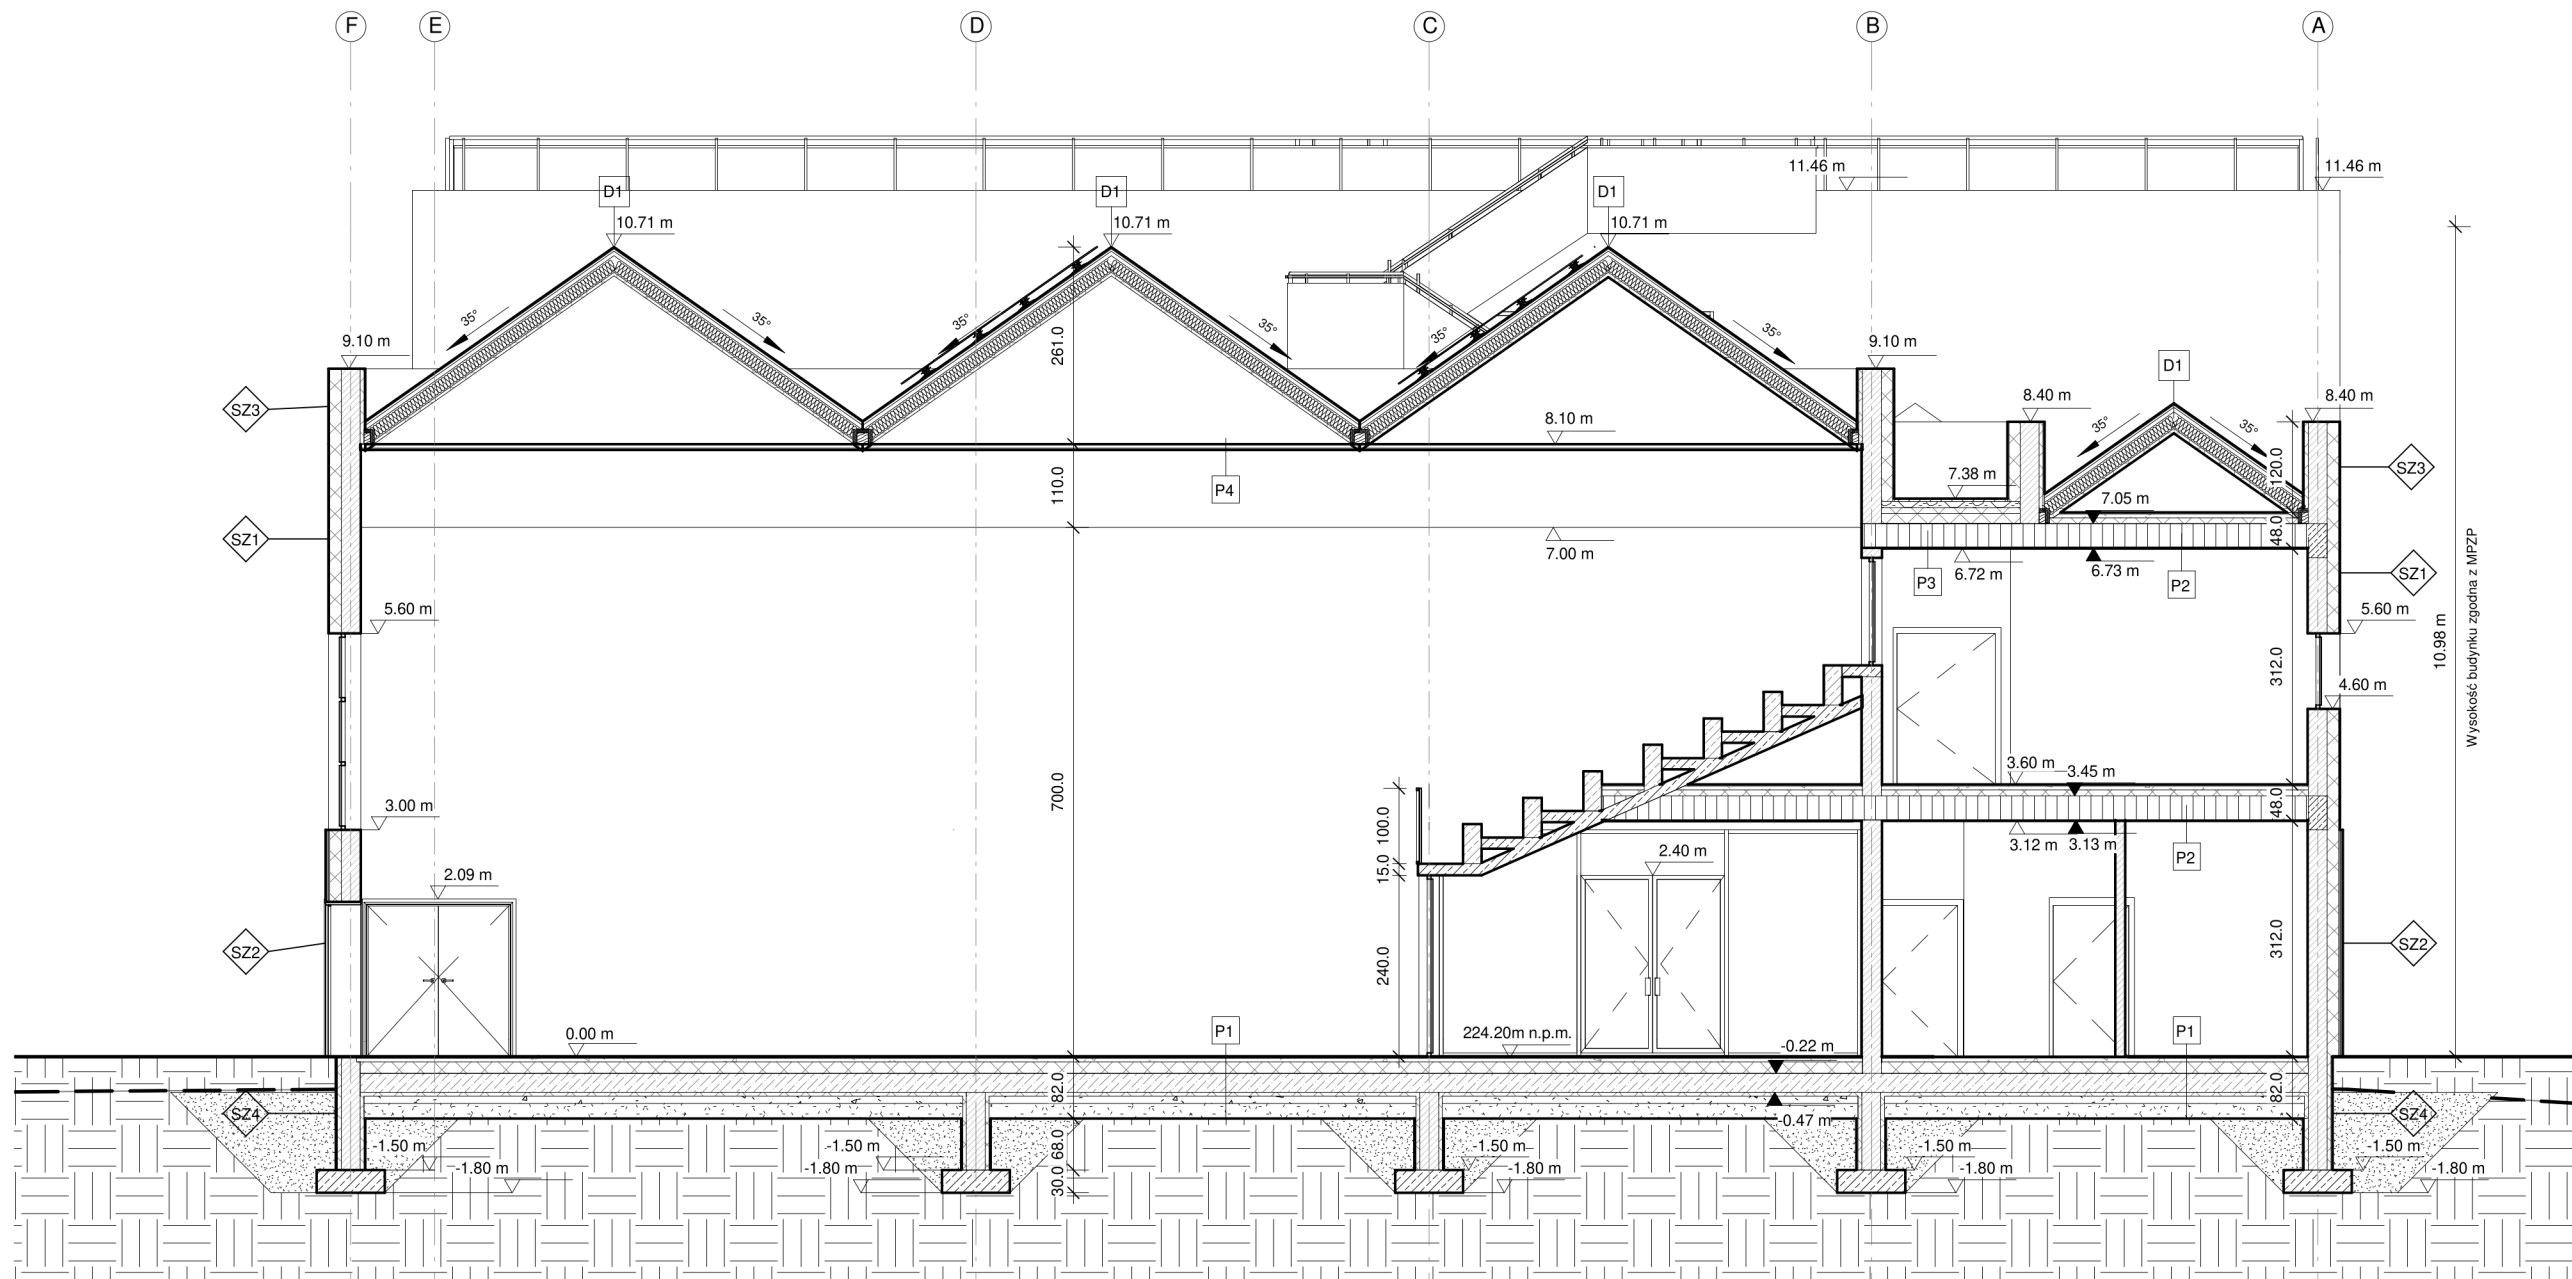 F
E
D
C
B
A
11.46 m
11.46 m
D1
D1
D1
10.71 m
10.71 m
10.71 m
35°
35°
35°
35°
35°
35°
261.0
9.10 m
9.10 m
D1
SZ3
8.10 m
8.40 m
8.40 m
35°
35°
120.0
SZ3
P4
110.0
7.38 m
7.05 m
SZ1
7.00 m
48.0
6.72 m
6.73 m
P3
P2
SZ1
5.60 m
5.60 m
10.98 m
Wysokość budynku zgodna z MPZP
312.0
4.60 m
700.0
3.60 m
3.45 m
3.00 m
100.0
48.0
15.0
2.40 m
3.12 m
3.13 m
P2
2.09 m
SZ2
240.0
312.0
SZ2
0.00 m
P1
224.20m n.p.m.
-0.22 m
P1
82.0
82.0
SZ4
-0.47 m
SZ4
68.0
-1.50 m
-1.50 m
-1.50 m
-1.50 m
-1.50 m
-1.80 m
-1.80 m
-1.80 m
-1.80 m
-1.80 m
30.0